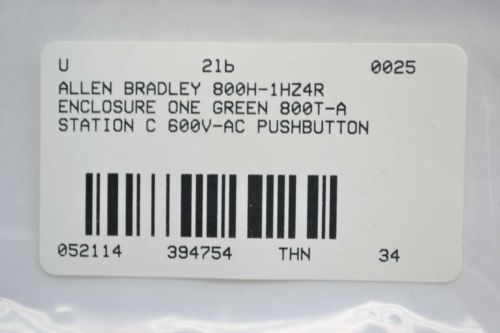 U 21b 0025
ALLEN BRADLEY 800H-1HZ4R
ENCLOSURE ONE GREEN 800T-A
STATION C 600V-AC PUSHBUTTON
052114 394754 THN 34